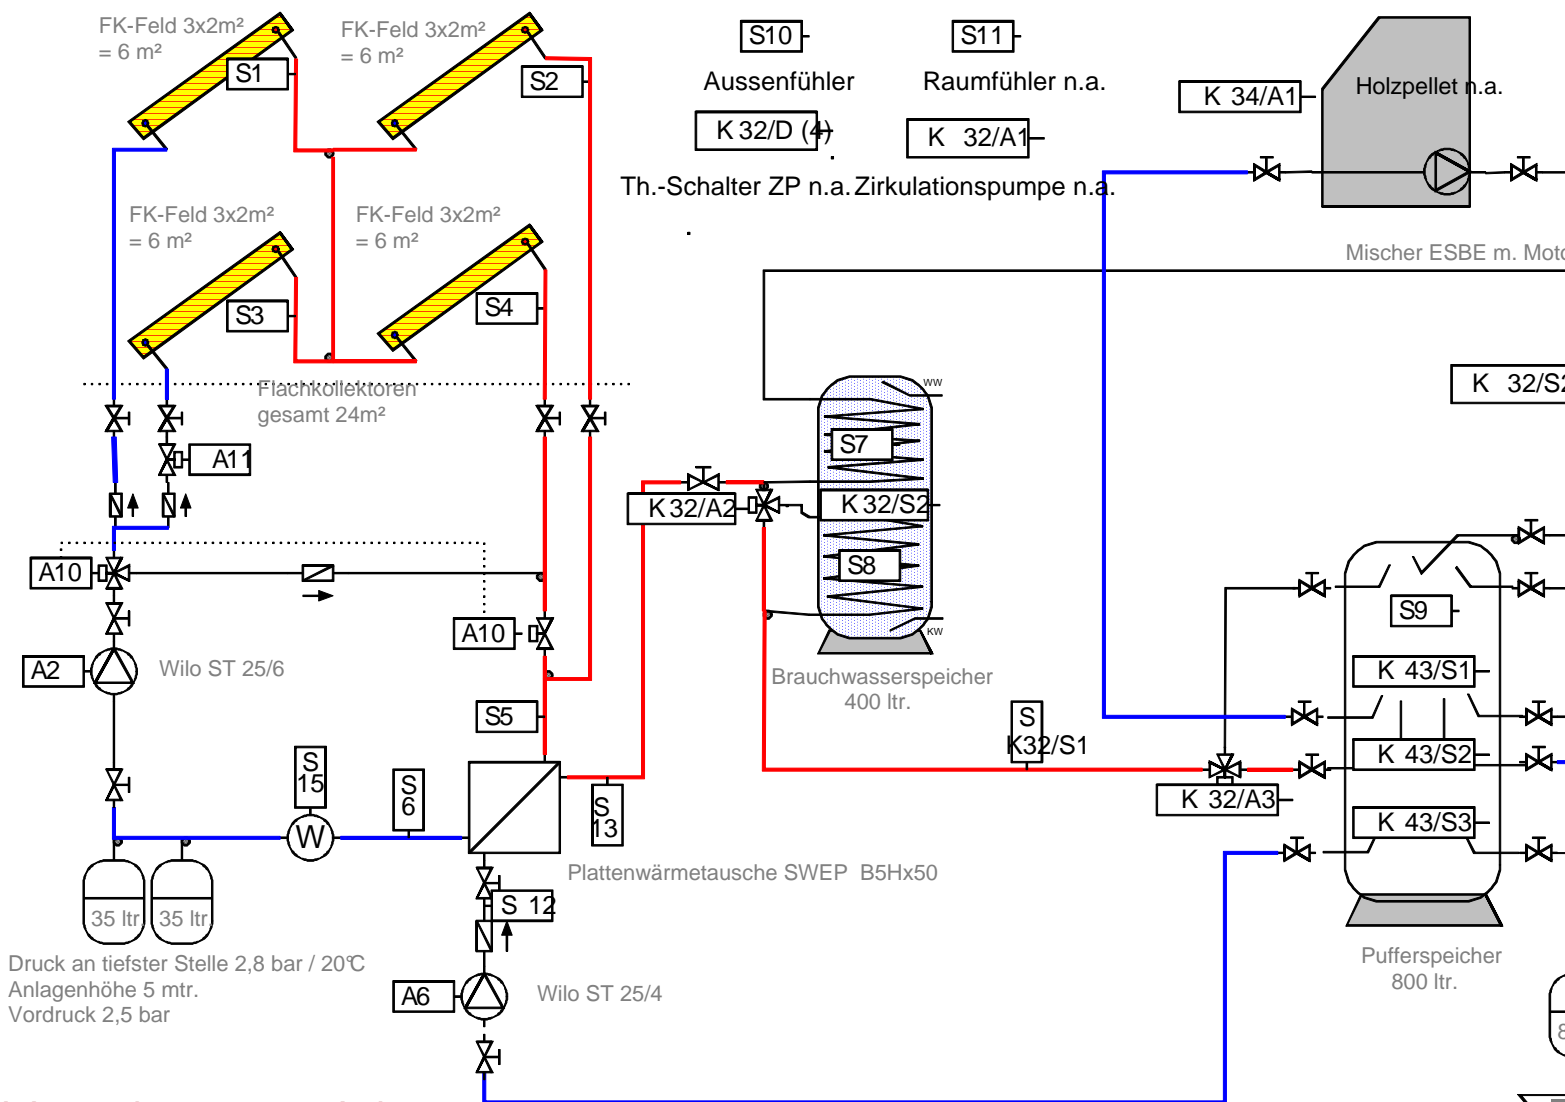 FK-Feld 3x2m²
= 6 m²
FK-Feld 3x2m²
= 6 m²
S1
S2
S10
S11
Aussenfühler
Raumfühler n.a.
K 32/D (4)
K 32/A1
Th.-Schalter ZP n.a.
Zirkulationspumpe n.a.
K 34/A1
Holzpellet n.a.
FK-Feld 3x2m²
= 6 m²
FK-Feld 3x2m²
= 6 m²
S3
S4
Mischer ESBE m. Moto
Flachkollektoren
gesamt 24m²
K 32/S2
WW
S7
A11
K 32/A2
K 32/S2
S8
A10
A10
S9
KW
A2
Wilo ST 25/6
Brauchwasserspeicher
400 ltr.
K 43/S1
S5
S
K32/S1
K 43/S2
S
15
S
6
S
13
K 32/A3
K 43/S3
W
Plattenwärmetausche SWEP B5Hx50
35 ltr.
35 ltr.
S 12
Druck an tiefster Stelle 2,8 bar / 20°C
Anlagenhöhe 5 mtr.
Vordruck 2,5 bar
A6
Wilo ST 25/4
Pufferspeicher
800 ltr.
8